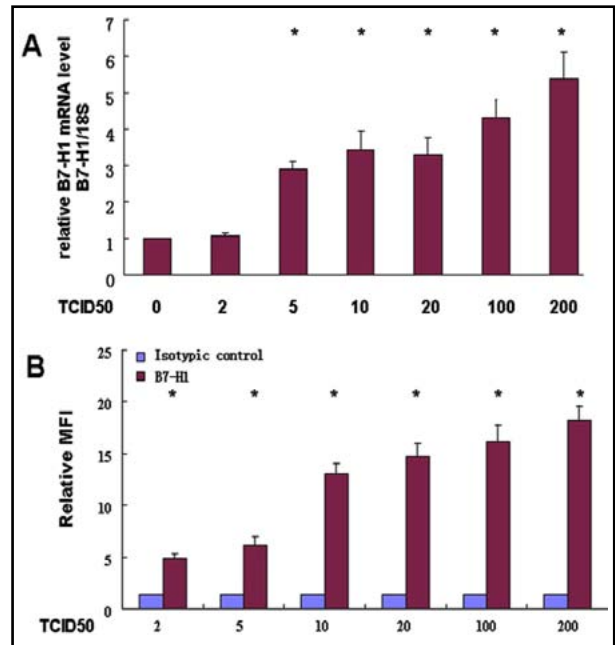 A
relative B7-H1 mRNA level
B7-H1/18S
7
6
5
4
3
2
1
0
* * * * *
TCID50 0 2 5 10 20 100 200
B
Isotypic control
B7-H1
Relative MFI
25
20
15
10
5
0
* * * * * *
TCID50 2 5 10 20 100 200